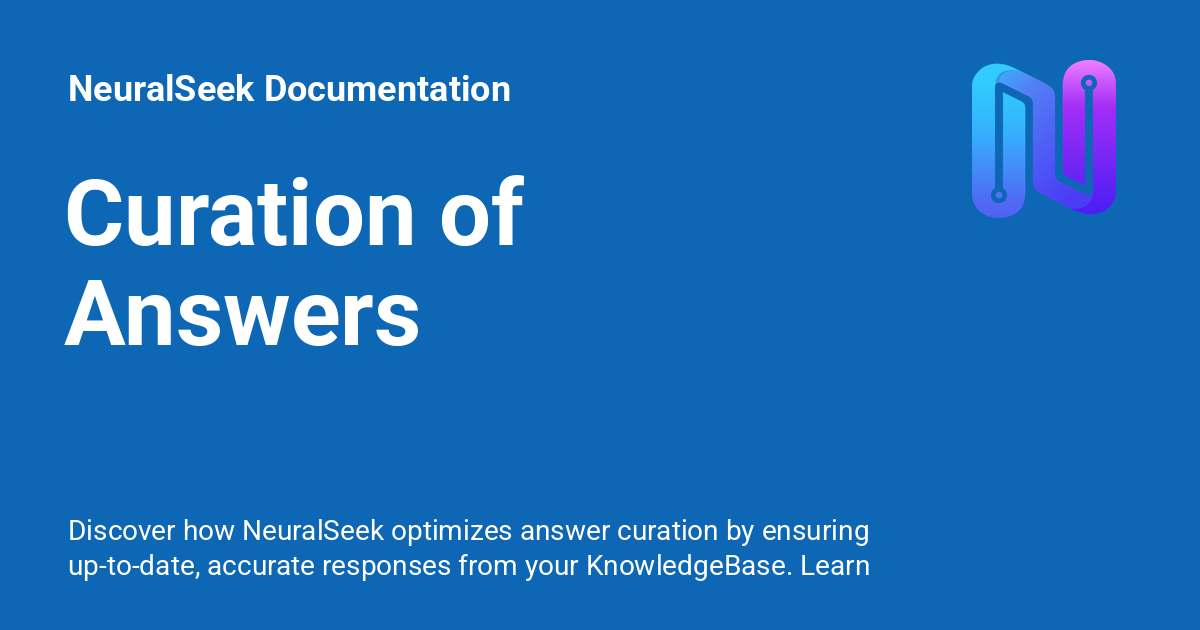 NeuralSeek Documentation
Curation of
Answers
Discover how NeuralSeek optimizes answer curation by ensuring
up-to-date, accurate responses from your KnowledgeBase. Learn